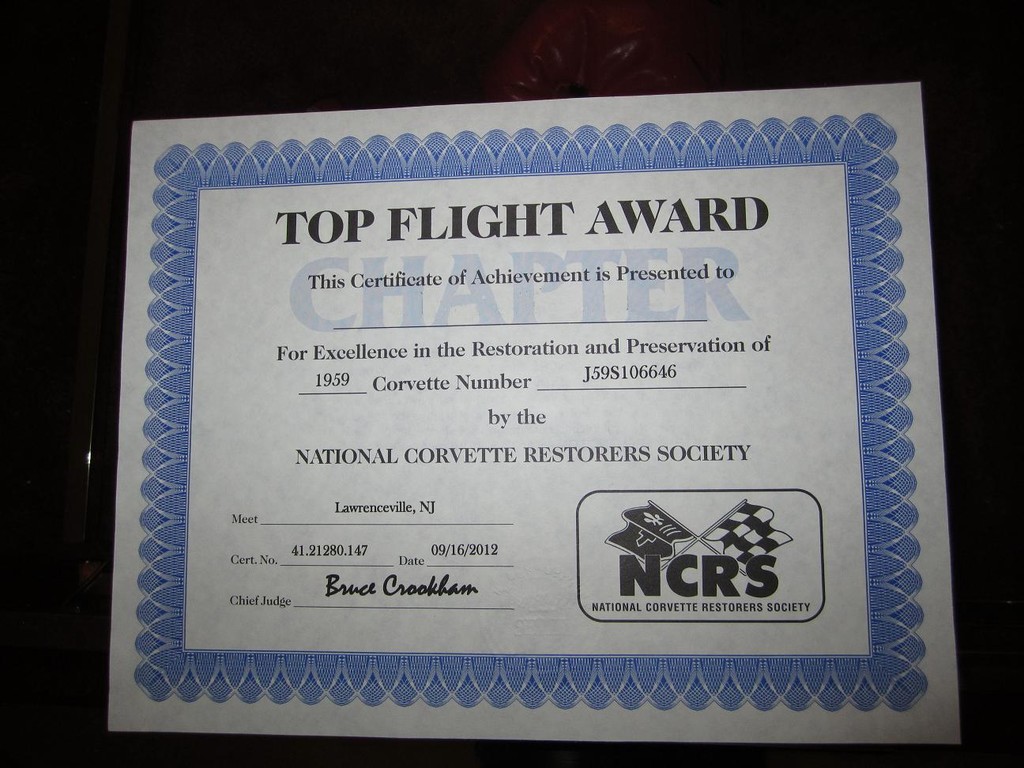 TOP FLIGHT AWARD
CHAPTER
This Certificate of Achievement is Presented to
For Excellence in the Restoration and Preservation of
1959 Corvette Number J59S106646
by the
NATIONAL CORVETTE RESTORERS SOCIETY
Meet Lawrenceville, NJ
Cert. No. 41.21280.147 Date 09/16/2012
Chief Judge Bruce Crookham
NCRS
NATIONAL CORVETTE RESTORERS SOCIETY